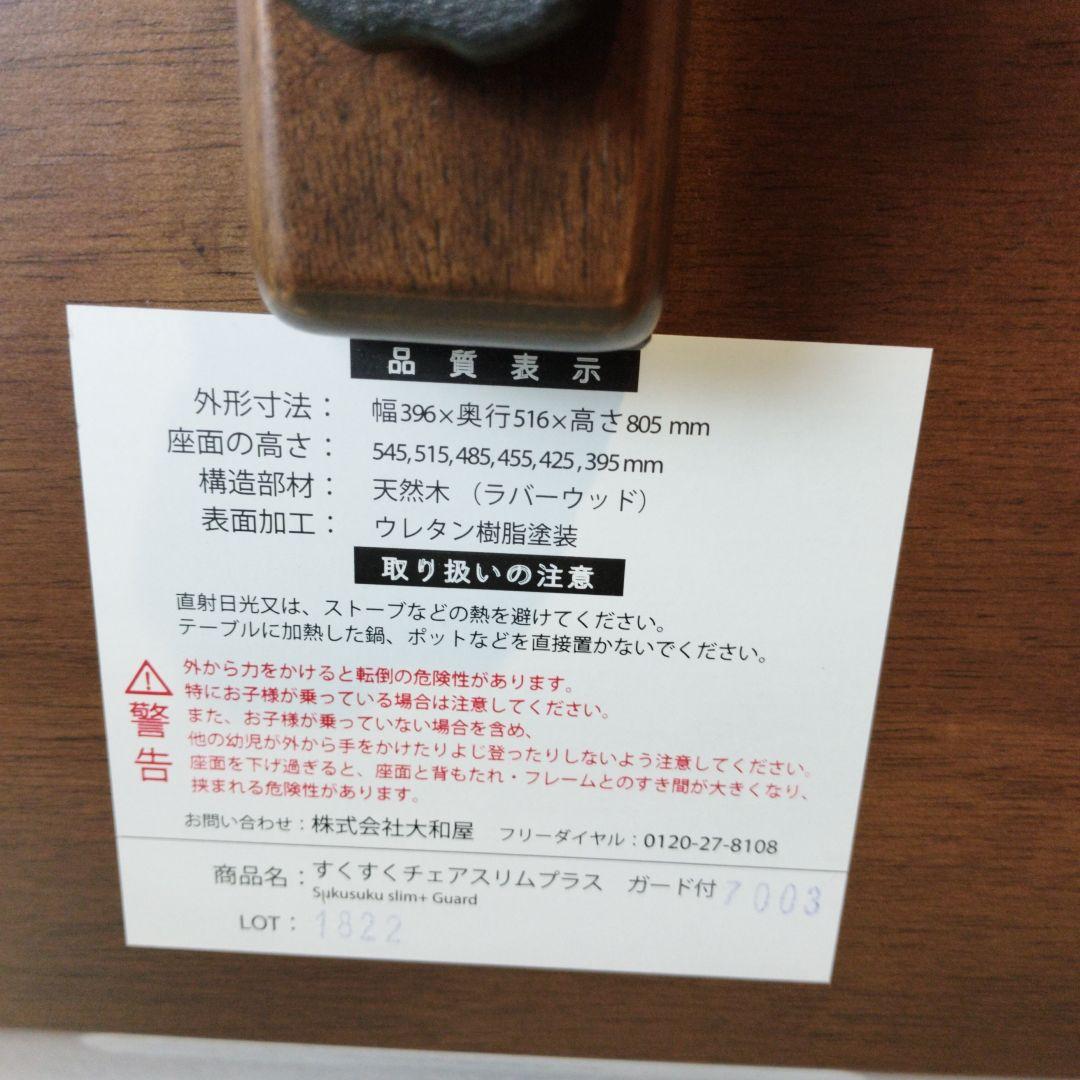 品質表示
外形寸法： 幅396×奥行516×高さ805 mm
座面の高さ： 545,515,485,455,425,395mm
構造部材： 天然木 （ラバーウッド）
表面加工： ウレタン樹脂塗装
取り扱いの注意
直射日光又は、ストーブなどの熱を避けてください。
テーブルに加熱した鍋、ポットなどを直接置かないでください。
⚠警告
外から力をかけると転倒の危険性があります。
特にお子様が乗っている場合は注意してください。
また、お子様が乗っていない場合を含め、
他の幼児が外から手をかけたりよじ登ったりしないよう注意してください。
座面を下げ過ぎると、座面と背もたれ・フレームとのすき間が大きくなり、
挟まれる危険性があります。
お問い合わせ：株式会社大和屋 フリーダイヤル：0120-27-8108
商品名：すくすくチェアスリムプラス ガード付 7003
Sμkusuku slim+ Guard
LOT： 1822